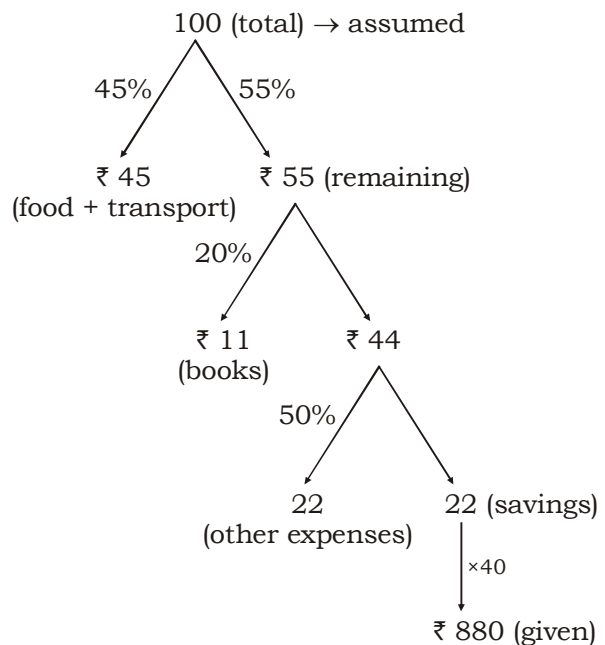 100 (total) → assumed
45% 55%
₹ 45 ₹ 55 (remaining)
(food + transport)
20%
₹ 11 ₹ 44
(books)
50%
22 22 (savings)
(other expenses)
×40
₹ 880 (given)